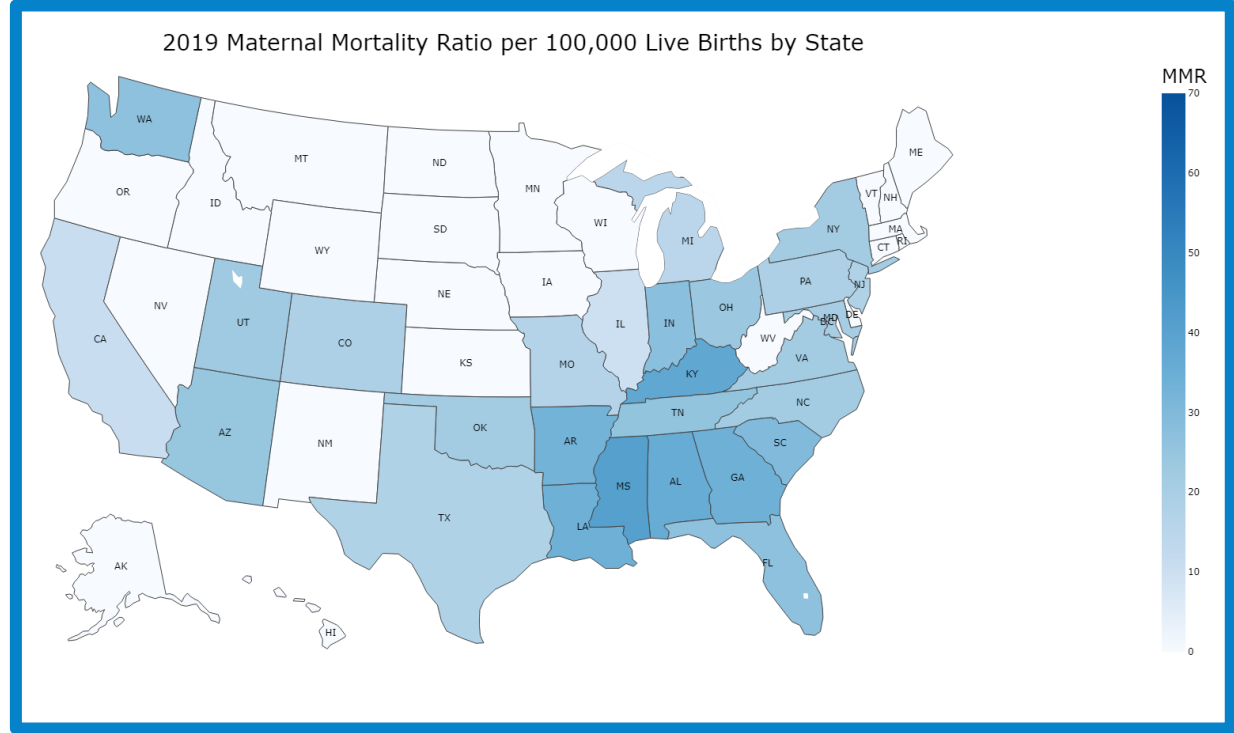 2019 Maternal Mortality Ratio per 100,000 Live Births by State
MMR
70
60
50
40
30
20
10
0
WA
MT
ND
MN
ME
OR
ID
SD
WI
VT
NH
WY
MI
NY
MA
RI
CT
IA
NE
PA
NJ
NV
UT
CO
IL
IN
OH
DE
MD
DC
CA
KS
MO
WV
VA
KY
AZ
NM
OK
AR
TN
NC
SC
TX
LA
MS
AL
GA
AK
FL
HI